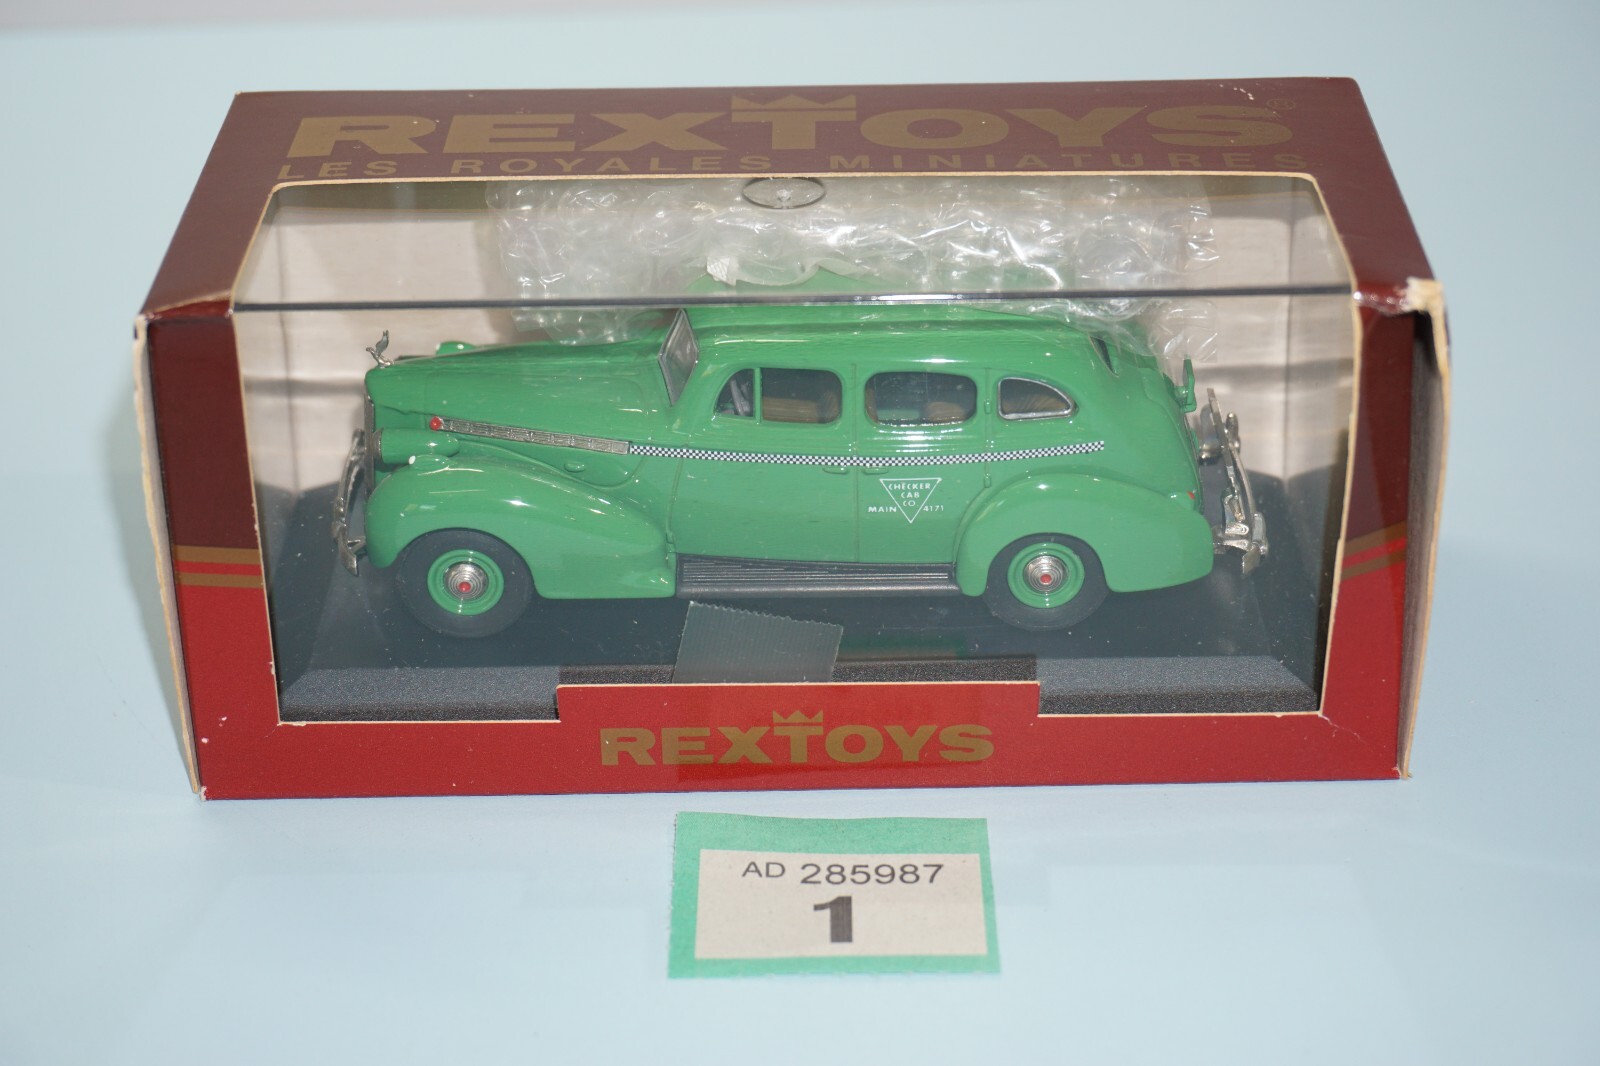 REXTOYS®
LES ROYALES MINIATURES
CHECKER
CAB
CO
MAIN 4171
REXTOYS
AD 285987
1